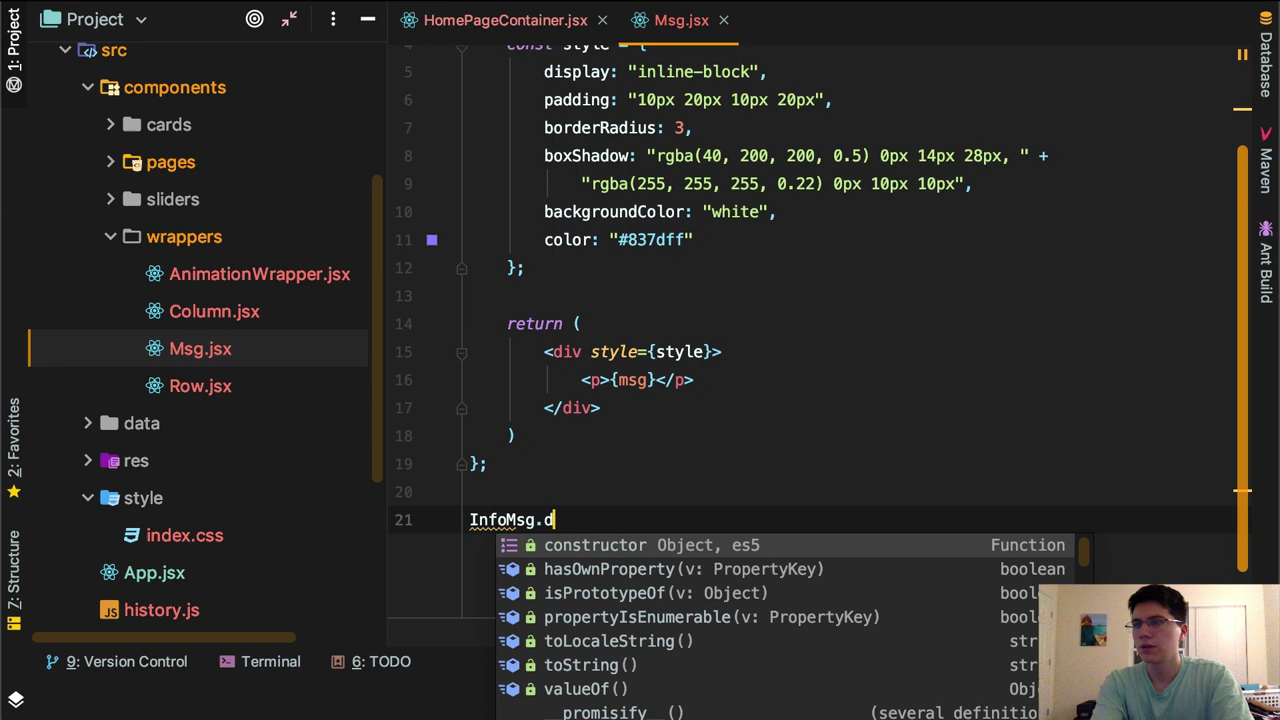 Project
HomePageContainer.jsx
Msg.jsx
1: Project
2: Favorites
7: Structure
src
components
cards
pages
sliders
wrappers
AnimationWrapper.jsx
Column.jsx
Msg.jsx
Row.jsx
data
res
style
index.css
App.jsx
JS history.js
4 const style = {
5 display: "inline-block",
6 padding: "10px 20px 10px 20px",
7 borderRadius: 3,
8 boxShadow: "rgba(40, 200, 200, 0.5) 0px 14px 28px, " +
9 "rgba(255, 255, 255, 0.22) 0px 10px 10px",
10 backgroundColor: "white",
11 color: "#837dff"
12 };
13
14 return (
15 <div style={style}>
16 <p>{msg}</p>
17 </div>
18 )
19 };
20
21 InfoMsg.d
constructor Object, es5 Function
hasOwnProperty(v: PropertyKey) boolean
isPrototypeOf(v: Object)
propertyIsEnumerable(v: PropertyKey)
toLocaleString()
toString()
valueOf()
__promisify__()
9: Version Control
Terminal
6: TODO
Database
Maven
Ant Build